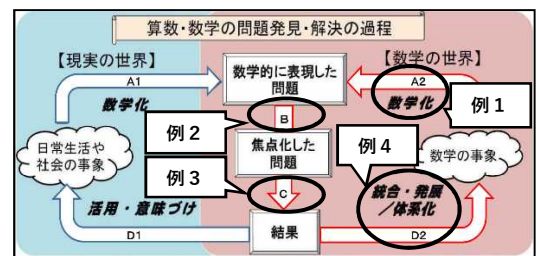 算数・数学の問題発見・解決の過程
【現実の世界】
【数学の世界】
A1
数学化
数学的に表現した
問題
A2
数学化
例1
B
例2
焦点化した
問題
例4
日常生活や
社会の事象
数学の事象
例3
C
活用・意味づけ
統合・発展
／体系化
D1
結果
D2